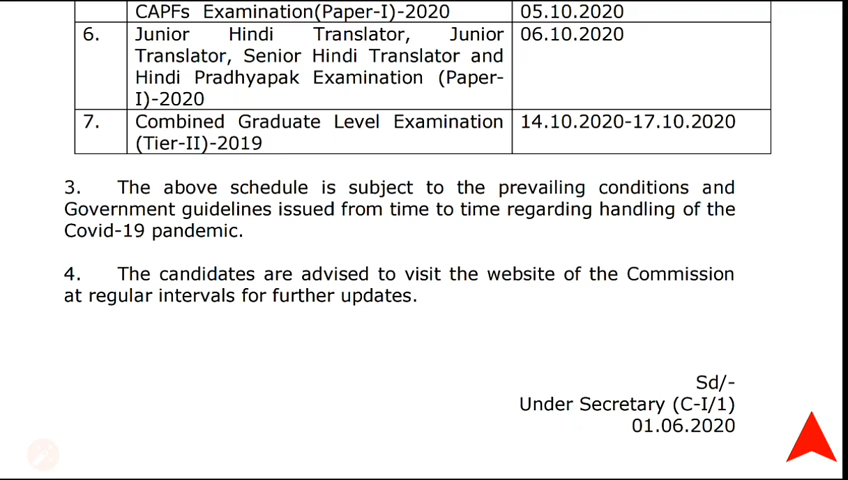 CAPFs Examination(Paper-I)-2020 05.10.2020
6. Junior Hindi Translator, Junior 06.10.2020
Translator, Senior Hindi Translator and
Hindi Pradhyapak Examination (Paper-
I)-2020
7. Combined Graduate Level Examination 14.10.2020-17.10.2020
(Tier-II)-2019
3. The above schedule is subject to the prevailing conditions and
Government guidelines issued from time to time regarding handling of the
Covid-19 pandemic.
4. The candidates are advised to visit the website of the Commission
at regular intervals for further updates.
Sd/-
Under Secretary (C-I/1)
01.06.2020